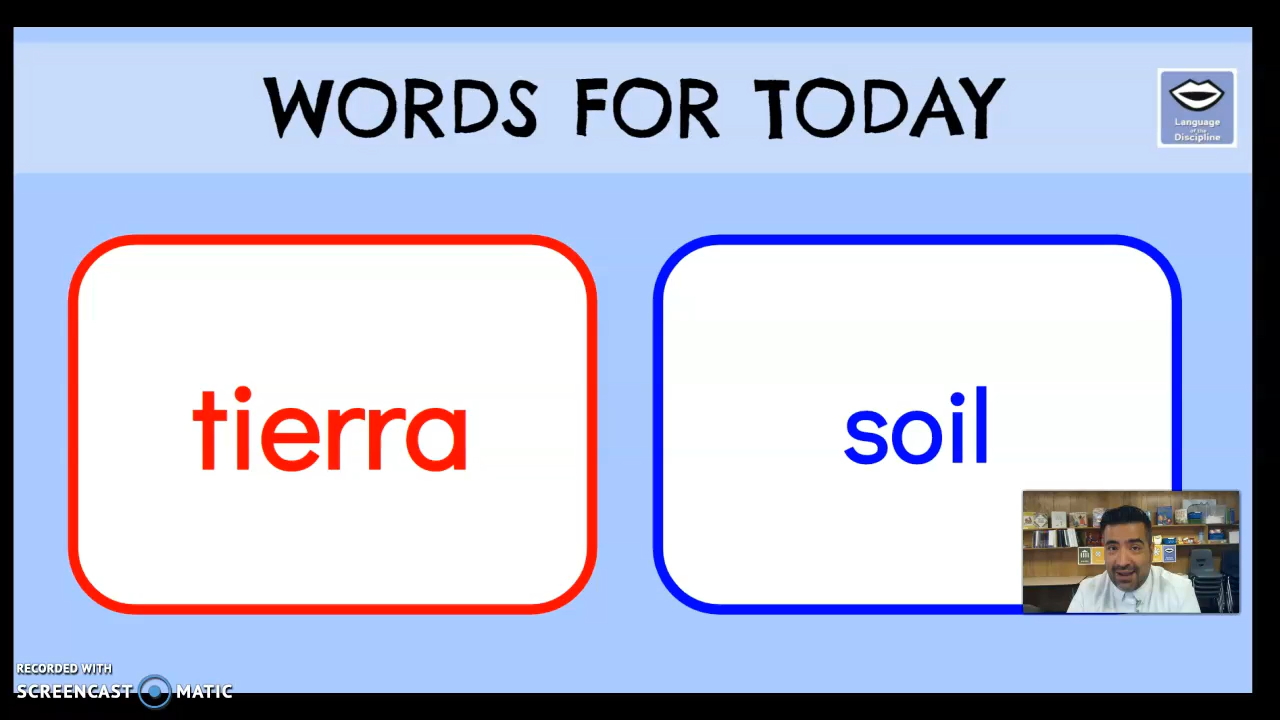 WORDS FOR TODAY
Language
of the
Discipline
tierra
soil
RECORDED WITH
SCREENCAST MATIC